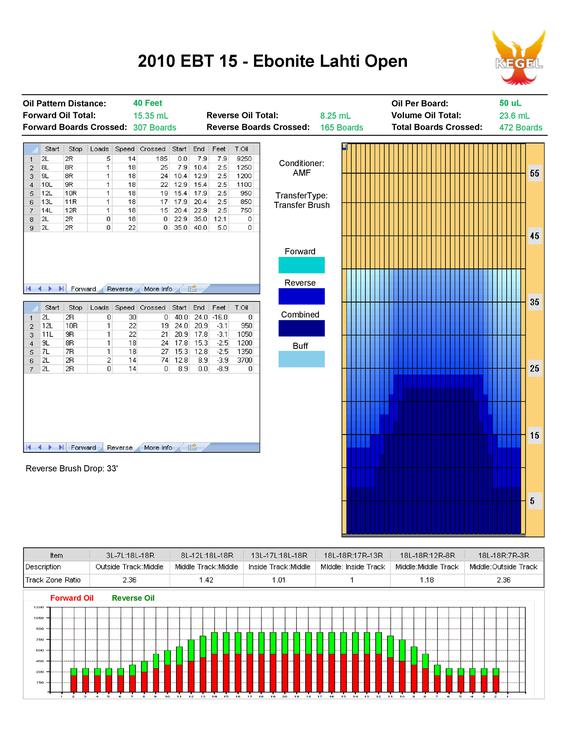 2010 EBT 15 - Ebonite Lahti Open
KEGEL
Oil Pattern Distance: 40 Feet Oil Per Board: 50 uL
Forward Oil Total: 15.35 mL Reverse Oil Total: 8.25 mL Volume Oil Total: 23.6 mL
Forward Boards Crossed: 307 Boards Reverse Boards Crossed: 165 Boards Total Boards Crossed: 472 Boards
Start Stop Loads Speed Crossed Start End Feet T.Oil
1 2L 2R 5 14 185 0.0 7.9 7.9 9250
2 8L 8R 1 18 25 7.9 10.4 2.5 1250
3 9L 8R 1 18 24 10.4 12.9 2.5 1200
4 10L 9R 1 18 22 12.9 15.4 2.5 1100
5 12L 10R 1 18 19 15.4 17.9 2.5 950
6 13L 11R 1 18 17 17.9 20.4 2.5 850
7 14L 12R 1 18 15 20.4 22.9 2.5 750
8 2L 2R 0 18 0 22.9 35.0 12.1 0
9 2L 2R 0 22 0 35.0 40.0 5.0 0
Forward Reverse More Info
Start Stop Loads Speed Crossed Start End Feet T.Oil
1 2L 2R 0 30 0 40.0 24.0 -16.0 0
2 12L 10R 1 22 19 24.0 20.9 -3.1 950
3 11L 9R 1 22 21 20.9 17.8 -3.1 1050
4 9L 8R 1 18 24 17.8 15.3 -2.5 1200
5 7L 7R 1 18 27 15.3 12.8 -2.5 1350
6 2L 2R 2 14 74 12.8 8.9 -3.9 3700
7 2L 2R 0 14 0 8.9 0.0 -8.9 0
Forward Reverse More Info
Reverse Brush Drop: 33'
Conditioner:
AMF
TransferType:
Transfer Brush
Forward
Reverse
Combined
Buff
55
45
35
25
15
5
Item 3L-7L:18L-18R 8L-12L:18L-18R 13L-17L:18L-18R 18L-18R:17R-13R 18L-18R:12R-8R 18L-18R:7R-3R
Description Outside Track:Middle Middle Track:Middle Inside Track:Middle Middle: Inside Track Middle:Middle Track Middle:Outside Track
Track Zone Ratio 2.36 1.42 1.01 1 1.18 2.36
Forward Oil Reverse Oil